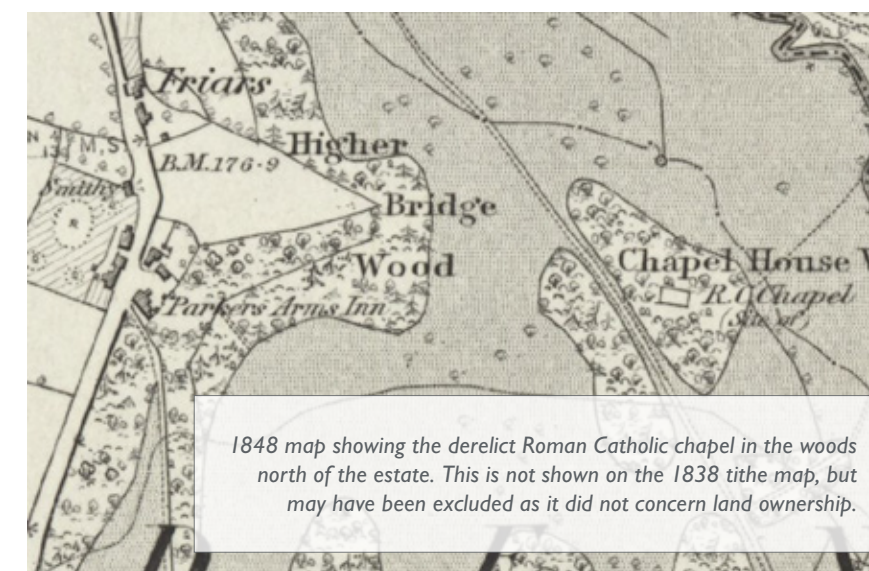 Friars
Higher
M.S.
B.M.176·9
Smithy
Bridge
Wood
Chapel House
R.C.Chapel
(Site of)
Parkers Arms Inn
1848 map showing the derelict Roman Catholic chapel in the woods
north of the estate. This is not shown on the 1838 tithe map, but
may have been excluded as it did not concern land ownership.